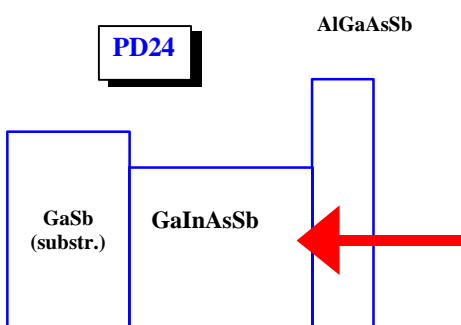 AlGaAsSb
PD24
GaSb
(substr.)
GaInAsSb